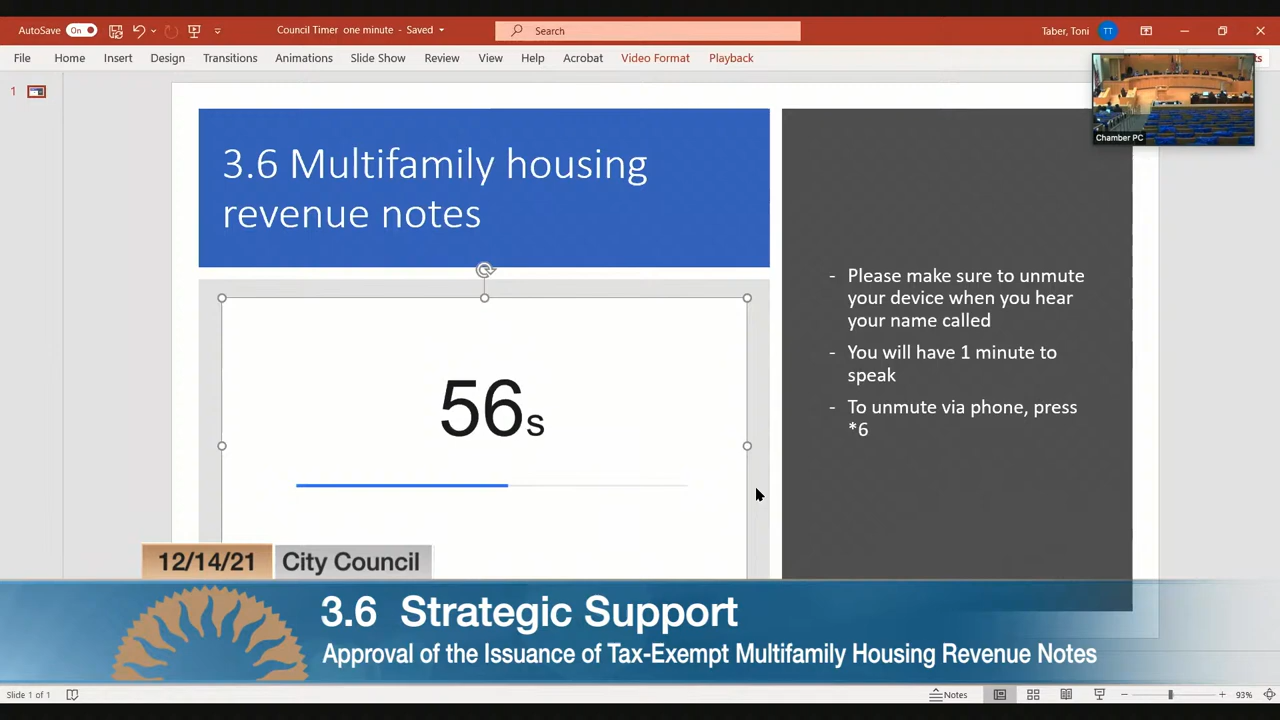 AutoSave On
Council Timer one minute - Saved
Search
Taber, Toni TT
File Home Insert Design Transitions Animations Slide Show Review View Help Acrobat Video Format Playback
1
Chamber PC
3.6 Multifamily housing
revenue notes
56s
- Please make sure to unmute
your device when you hear
your name called
- You will have 1 minute to
speak
- To unmute via phone, press
*6
12/14/21 City Council
3.6 Strategic Support
Approval of the Issuance of Tax-Exempt Multifamily Housing Revenue Notes
Slide 1 of 1
Notes
93%